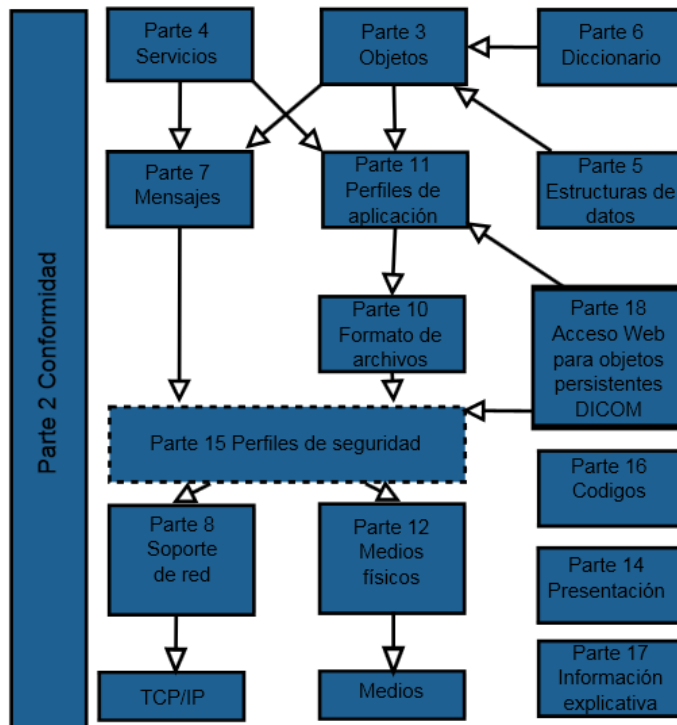 Parte 2 Conformidad
Parte 4
Servicios
Parte 3
Objetos
Parte 6
Diccionario
Parte 7
Mensajes
Parte 11
Perfiles de
aplicación
Parte 5
Estructuras de
datos
Parte 10
Formato de
archivos
Parte 18
Acceso Web
para objetos
persistentes
DICOM
Parte 15 Perfiles de seguridad
Parte 16
Codigos
Parte 8
Soporte
de red
Parte 12
Medios
físicos
Parte 14
Presentación
TCP/IP
Medios
Parte 17
Información
explicativa